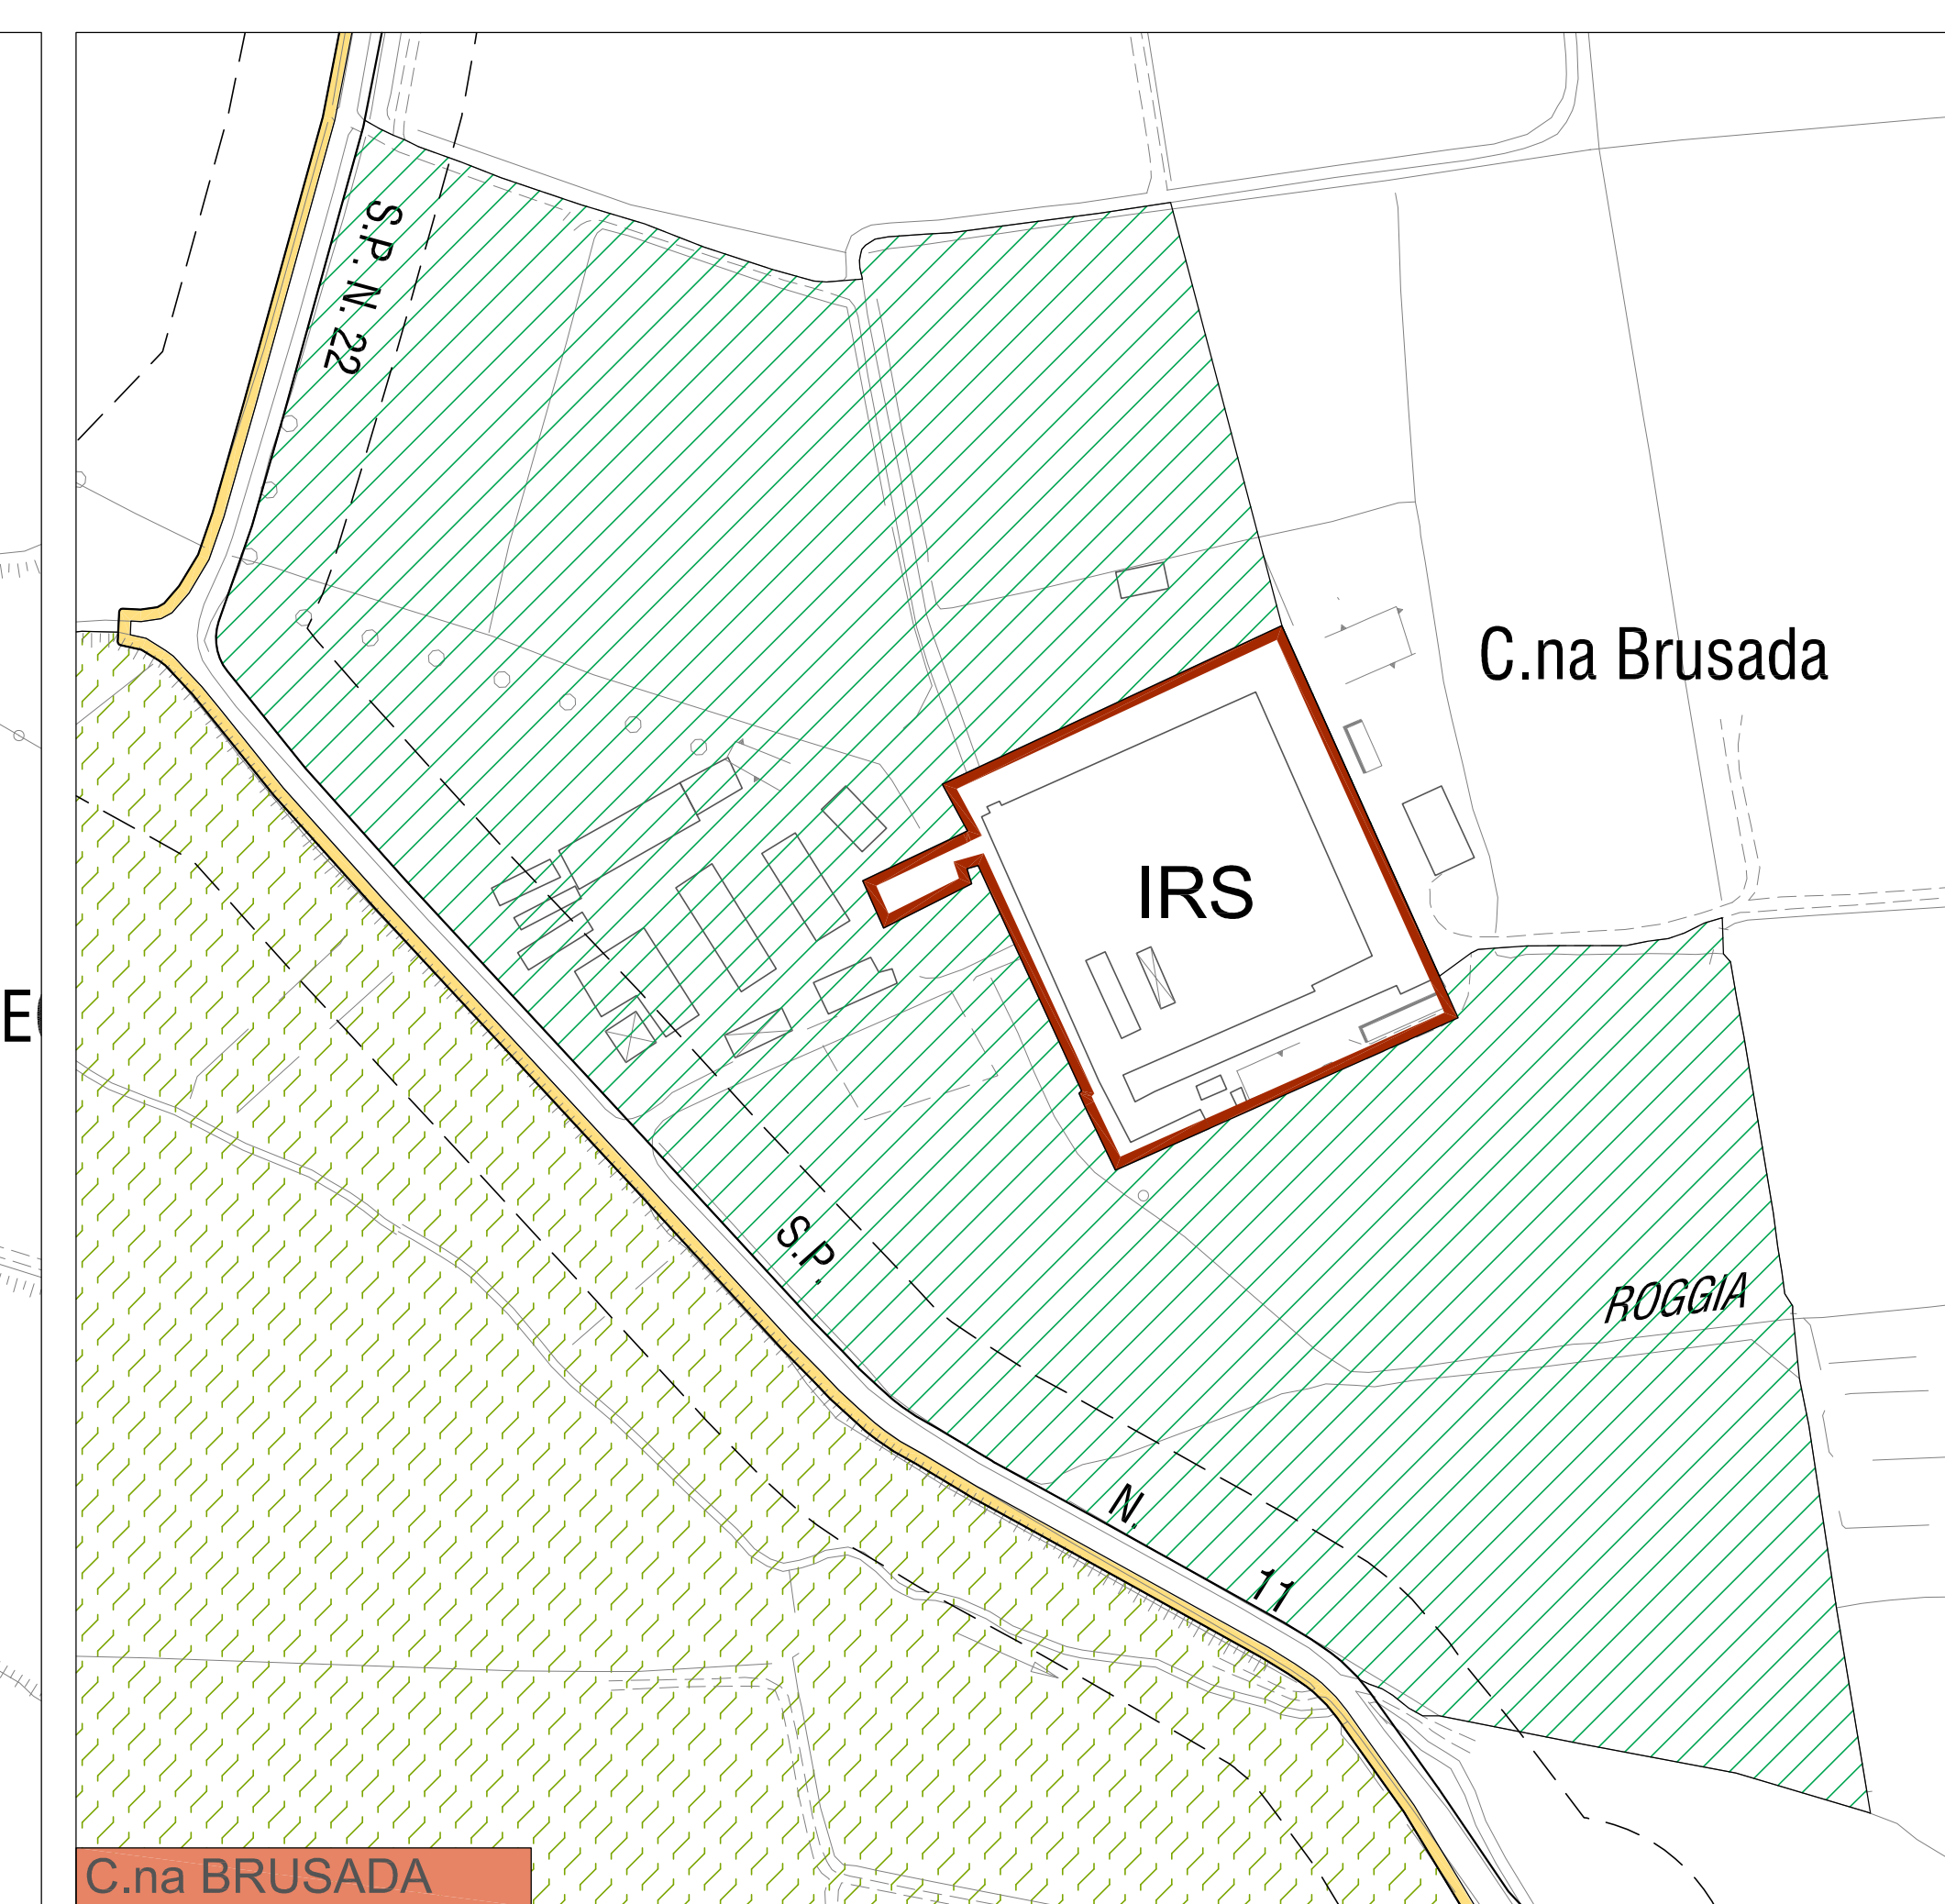 S.P. N. 22
C.na Brusada
IRS
E
S.P. N. 11
ROGGIA
C.na BRUSADA